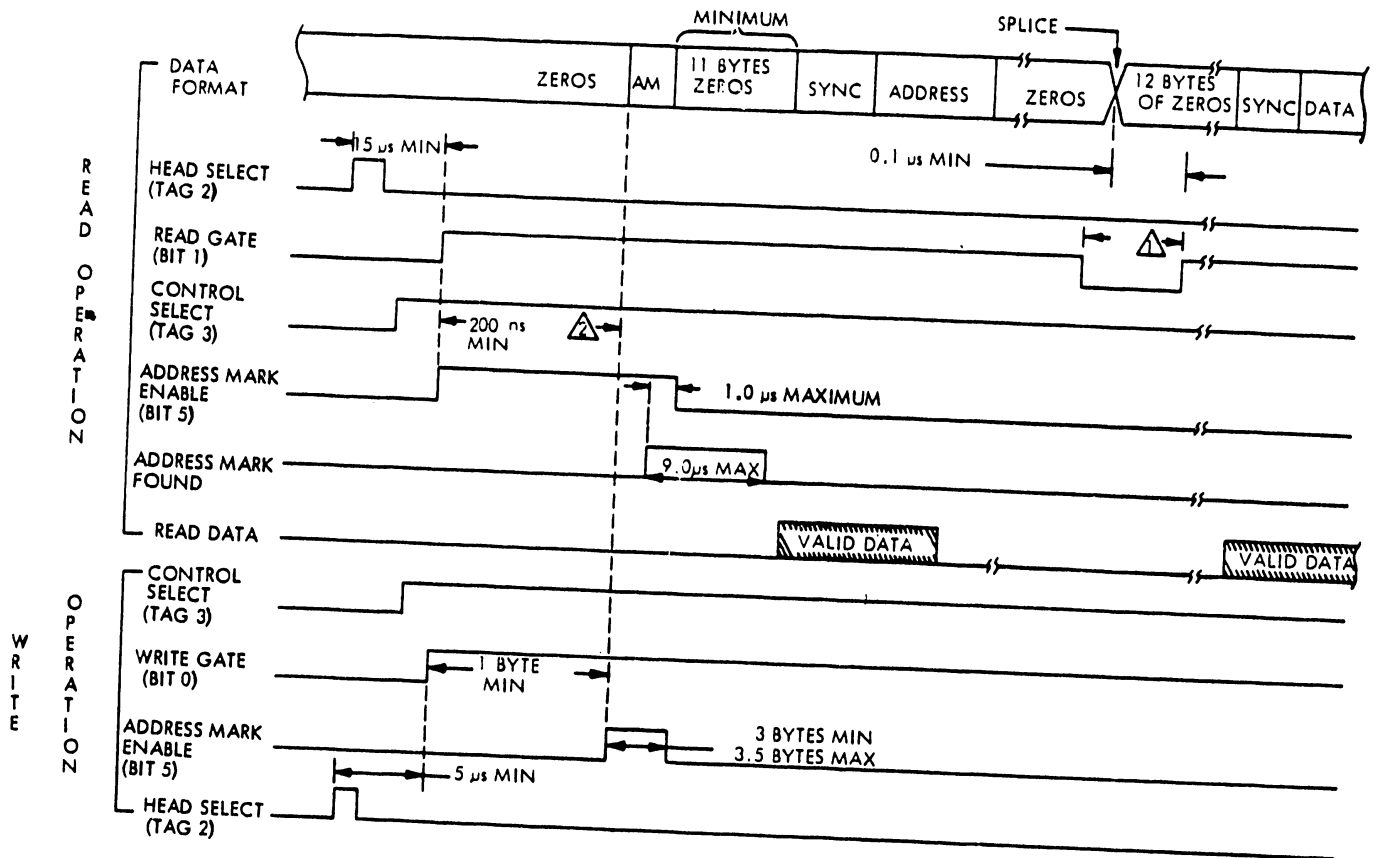 MINIMUM
SPLICE
DATA
FORMAT
ZEROS
AM
11 BYTES
ZEROS
SYNC
ADDRESS
ZEROS
12 BYTES
OF ZEROS
SYNC
DATA
READ OPERATION
15 µs MIN
0.1 µs MIN
HEAD SELECT
(TAG 2)
READ GATE
(BIT 1)
1
CONTROL
SELECT
(TAG 3)
200 ns
MIN
2
ADDRESS MARK
ENABLE
(BIT 5)
1.0 µs MAXIMUM
ADDRESS MARK
FOUND
9.0µs MAX
READ DATA
VALID DATA
VALID DATA
WRITE OPERATION
CONTROL
SELECT
(TAG 3)
WRITE GATE
(BIT 0)
1 BYTE
MIN
ADDRESS MARK
ENABLE
(BIT 5)
3 BYTES MIN
3.5 BYTES MAX
5 µs MIN
HEAD SELECT
(TAG 2)